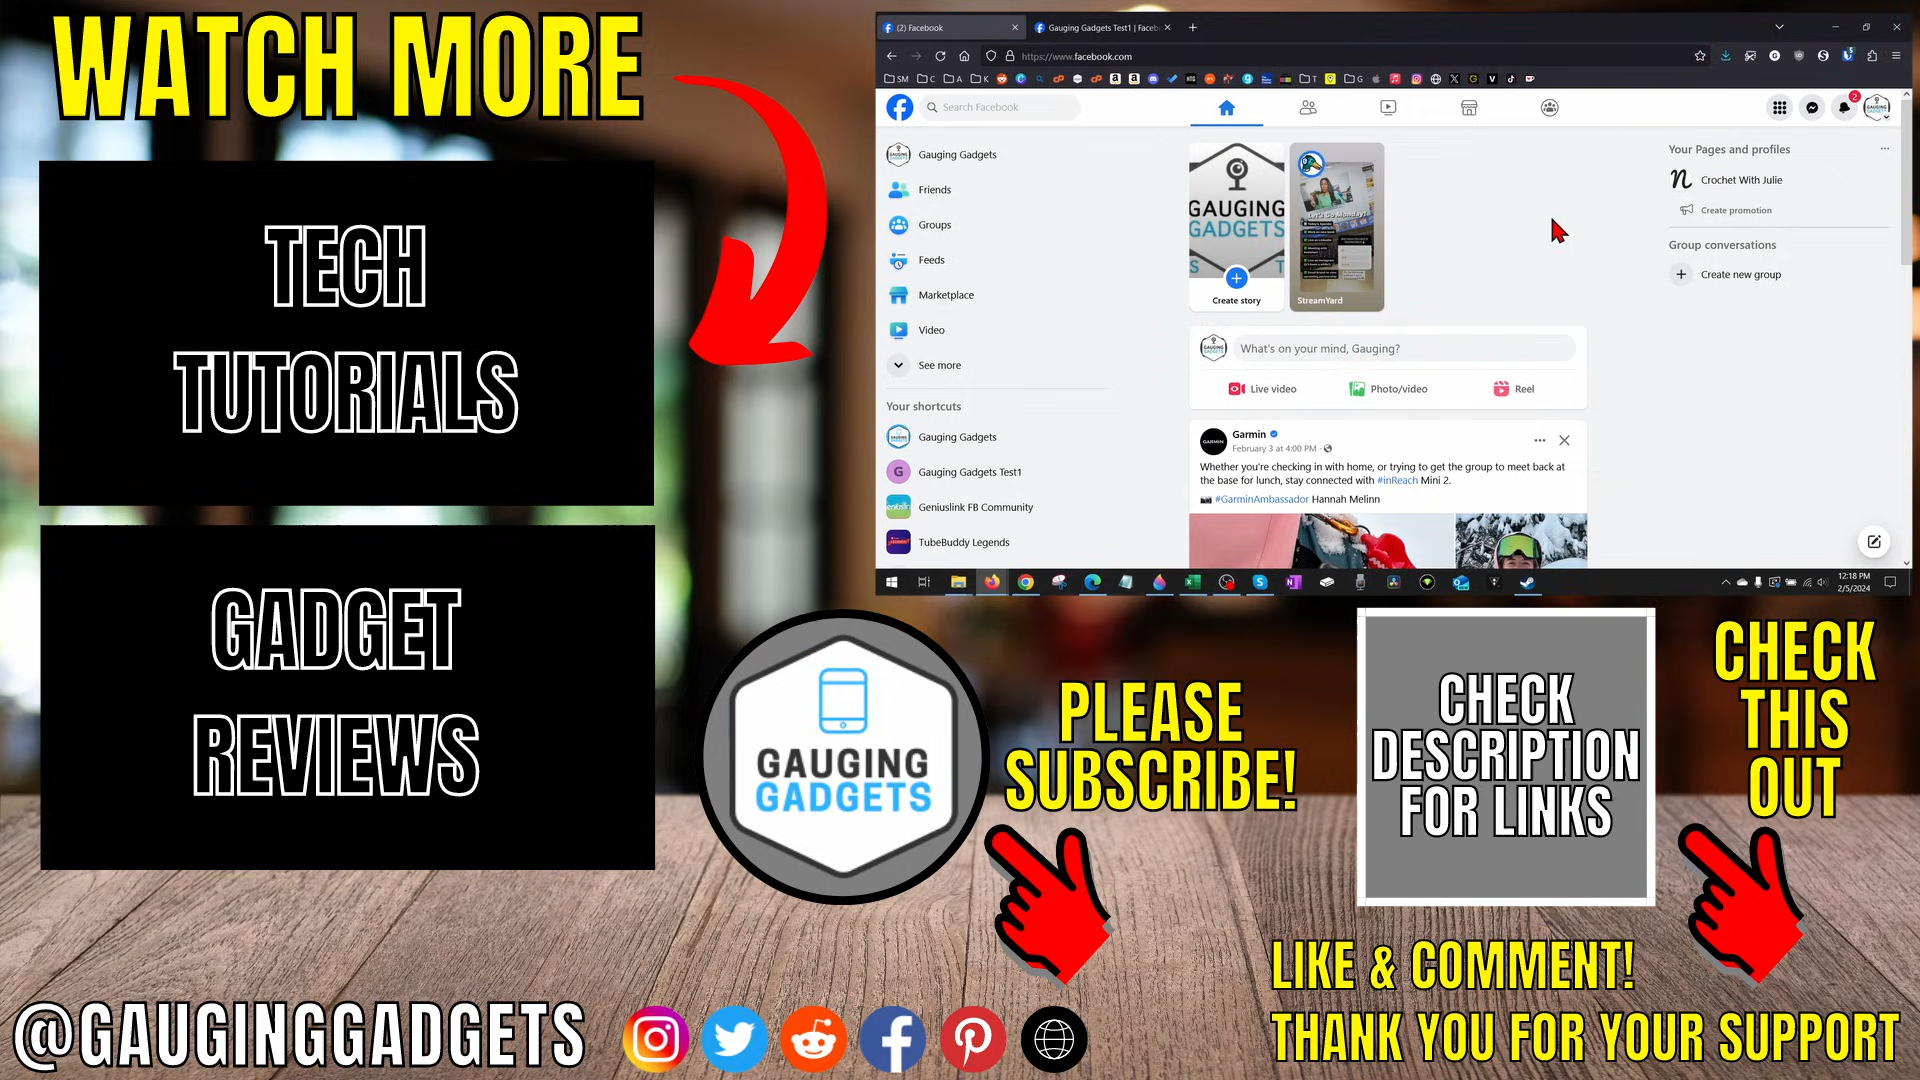 WATCH MORE
TECH
TUTORIALS
GADGET
REVIEWS
(2) Facebook
Gauging Gadgets Test1 | Faceb
https://www.facebook.com
SM
C
A
K
T
G
Search Facebook
2
Gauging Gadgets
Friends
Groups
Feeds
Marketplace
Video
See more
Your shortcuts
Gauging Gadgets
G
Gauging Gadgets Test1
Geniuslink FB Community
TubeBuddy Legends
GAUGING
GADGETS
Create story
Let's Go Monday!
StreamYard
What's on your mind, Gauging?
Live video
Photo/video
Reel
GARMIN
Garmin
February 3 at 4:00 PM ·
Whether you're checking in with home, or trying to get the group to meet back at
the base for lunch, stay connected with #inReach Mini 2.
#GarminAmbassador Hannah Melinn
Your Pages and profiles
Crochet With Julie
Create promotion
Group conversations
Create new group
12:18 PM
2/5/2024
GAUGING
GADGETS
PLEASE
SUBSCRIBE!
CHECK
DESCRIPTION
FOR LINKS
CHECK
THIS
OUT
LIKE & COMMENT!
THANK YOU FOR YOUR SUPPORT
@GAUGINGGADGETS